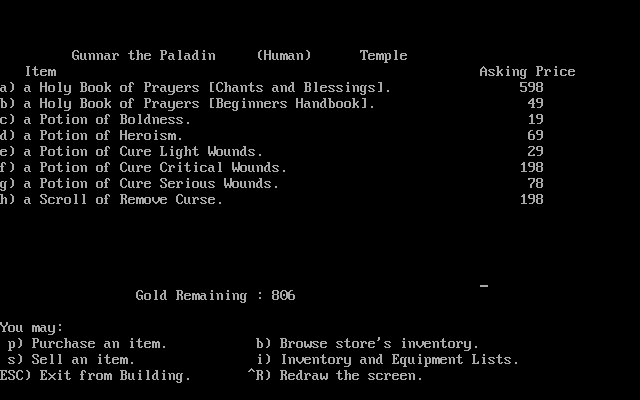 Gunnar the Paladin (Human) Temple
Item Asking Price
a) a Holy Book of Prayers [Chants and Blessings]. 598
b) a Holy Book of Prayers [Beginners Handbook]. 49
c) a Potion of Boldness. 19
d) a Potion of Heroism. 69
e) a Potion of Cure Light Wounds. 29
f) a Potion of Cure Critical Wounds. 198
g) a Potion of Cure Serious Wounds. 78
h) a Scroll of Remove Curse. 198
Gold Remaining : 806
You may:
p) Purchase an item. b) Browse store's inventory.
s) Sell an item. i) Inventory and Equipment Lists.
ESC) Exit from Building. ^R) Redraw the screen.